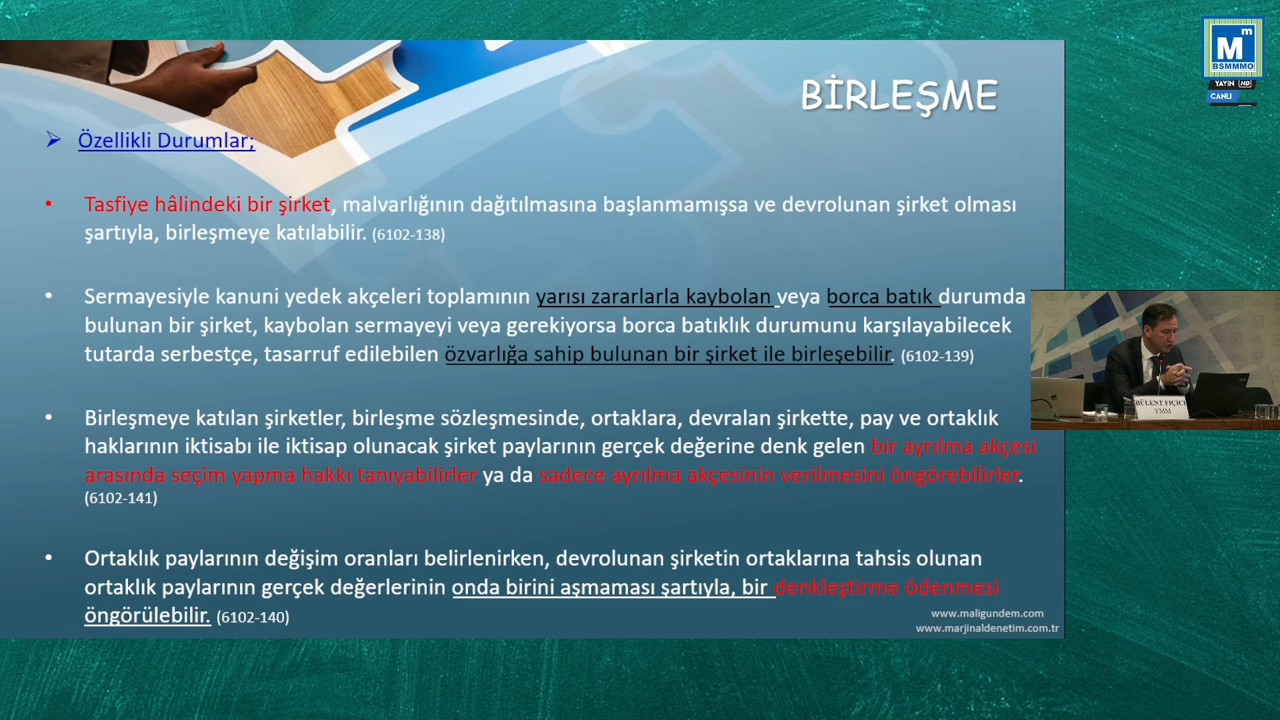 BİRLEŞME
Özellikli Durumlar;
Tasfiye hâlindeki bir şirket, malvarlığının dağıtılmasına başlanmamışsa ve devrolunan şirket olması
şartıyla, birleşmeye katılabilir. (6102-138)
Sermayesiyle kanuni yedek akçeleri toplamının yarısı zararlarla kaybolan veya borca batık durumda
bulunan bir şirket, kaybolan sermayeyi veya gerekiyorsa borca batıklık durumunu karşılayabilecek
tutarda serbestçe, tasarruf edilebilen özvarlığa sahip bulunan bir şirket ile birleşebilir. (6102-139)
Birleşmeye katılan şirketler, birleşme sözleşmesinde, ortaklara, devralan şirkette, pay ve ortaklık
haklarının iktisabı ile iktisap olunacak şirket paylarının gerçek değerine denk gelen bir ayrılma akçesi
arasında seçim yapma hakkı tanıyabilirler ya da sadece ayrılma akçesinin verilmesini öngörebilirler.
(6102-141)
Ortaklık paylarının değişim oranları belirlenirken, devrolunan şirketin ortaklarına tahsis olunan
ortaklık paylarının gerçek değerlerinin onda birini aşmaması şartıyla, bir denkleştirme ödenmesi
öngörülebilir. (6102-140)
www.maligundem.com
www.marjinaldenetim.com.tr
Mm
BSMMMO
YAYIN HD
CANLI
BÜLENT FIÇICI
YMM